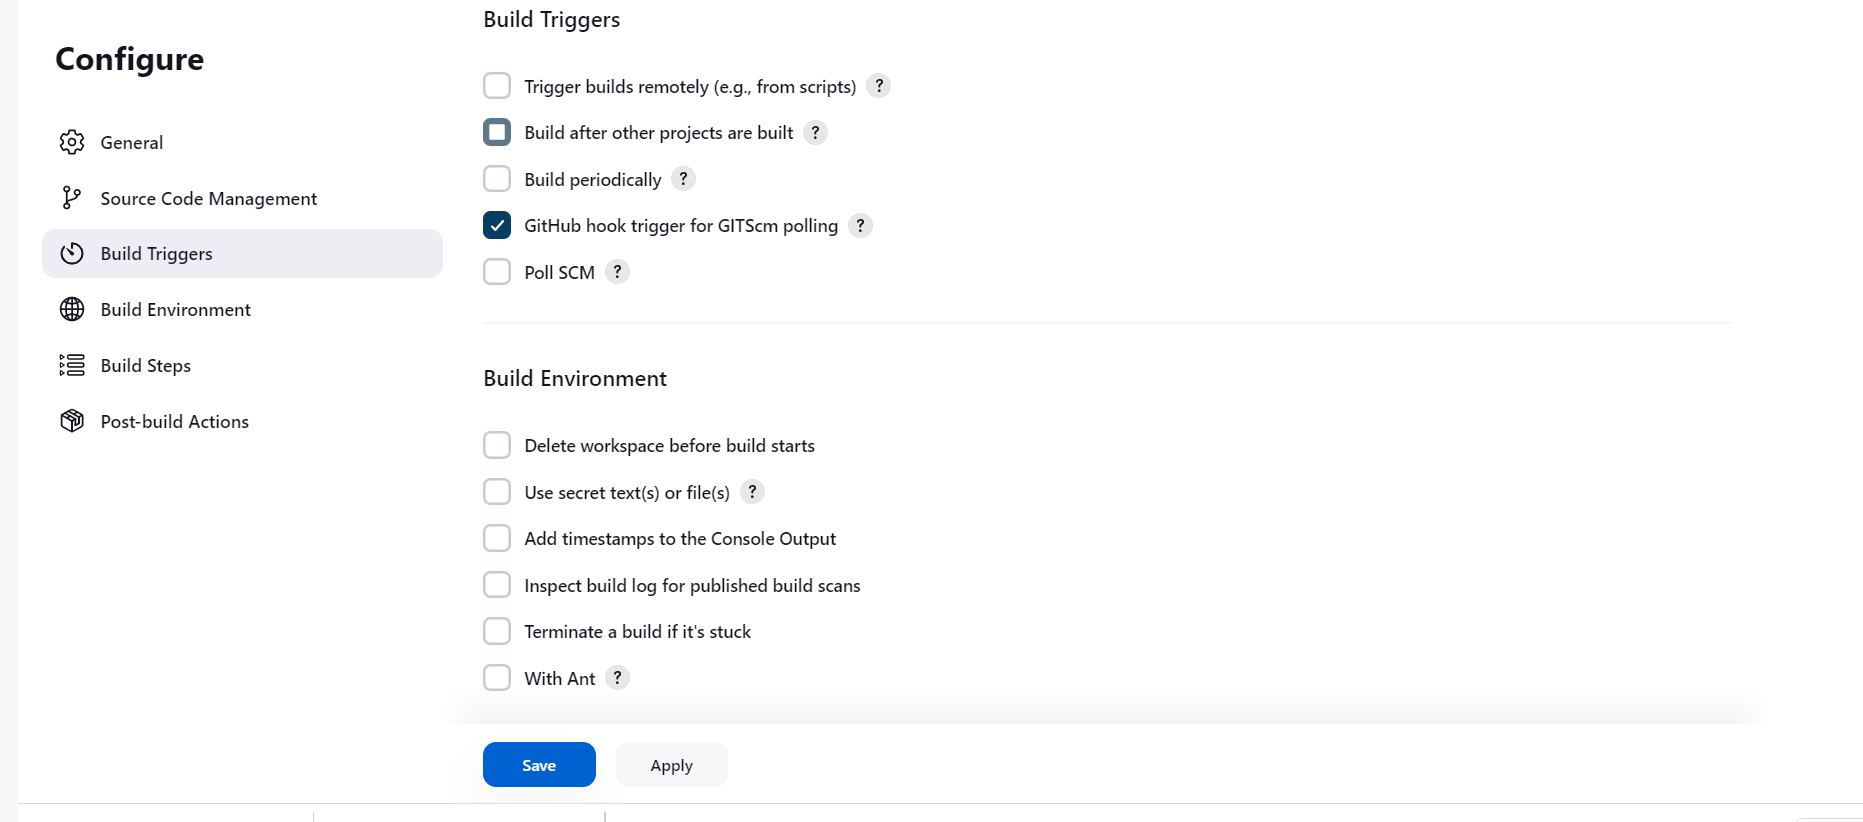 Configure
General
Source Code Management
Build Triggers
Build Environment
Build Steps
Post-build Actions
Build Triggers
Trigger builds remotely (e.g., from scripts) ?
Build after other projects are built ?
Build periodically ?
GitHub hook trigger for GITScm polling ?
Poll SCM ?
Build Environment
Delete workspace before build starts
Use secret text(s) or file(s) ?
Add timestamps to the Console Output
Inspect build log for published build scans
Terminate a build if it's stuck
With Ant ?
Save
Apply